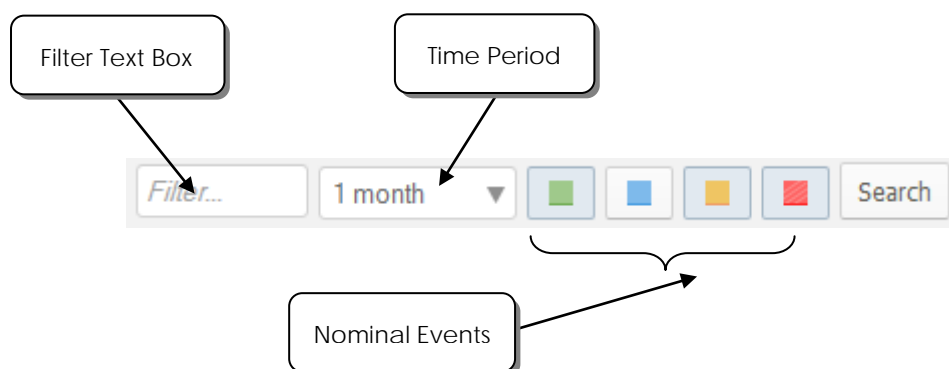 Filter Text Box
Time Period
Filter...
1 month
Search
Nominal Events